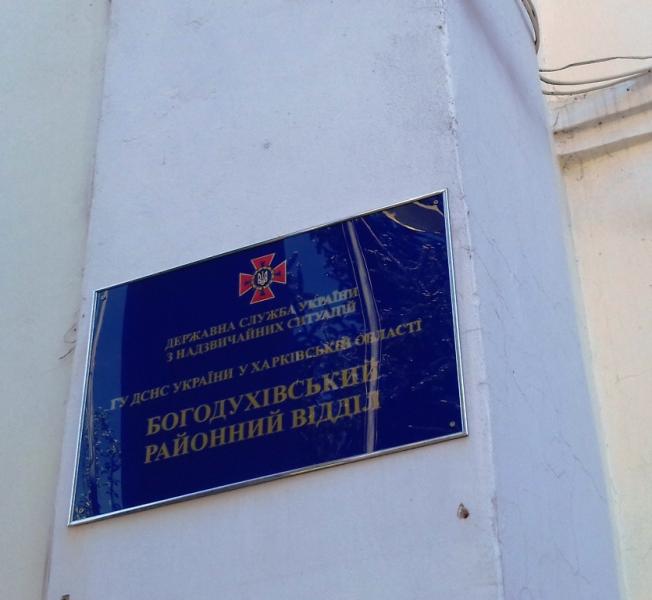 ДЕРЖАВНА СЛУЖБА УКРАЇНИ
З НАДЗВИЧАЙНИХ СИТУАЦІЙ
ГУ ДСНС УКРАЇНИ У ХАРКІВСЬКІЙ ОБЛАСТІ
БОГОДУХІВСЬКИЙ
РАЙОННИЙ ВІДДІЛ